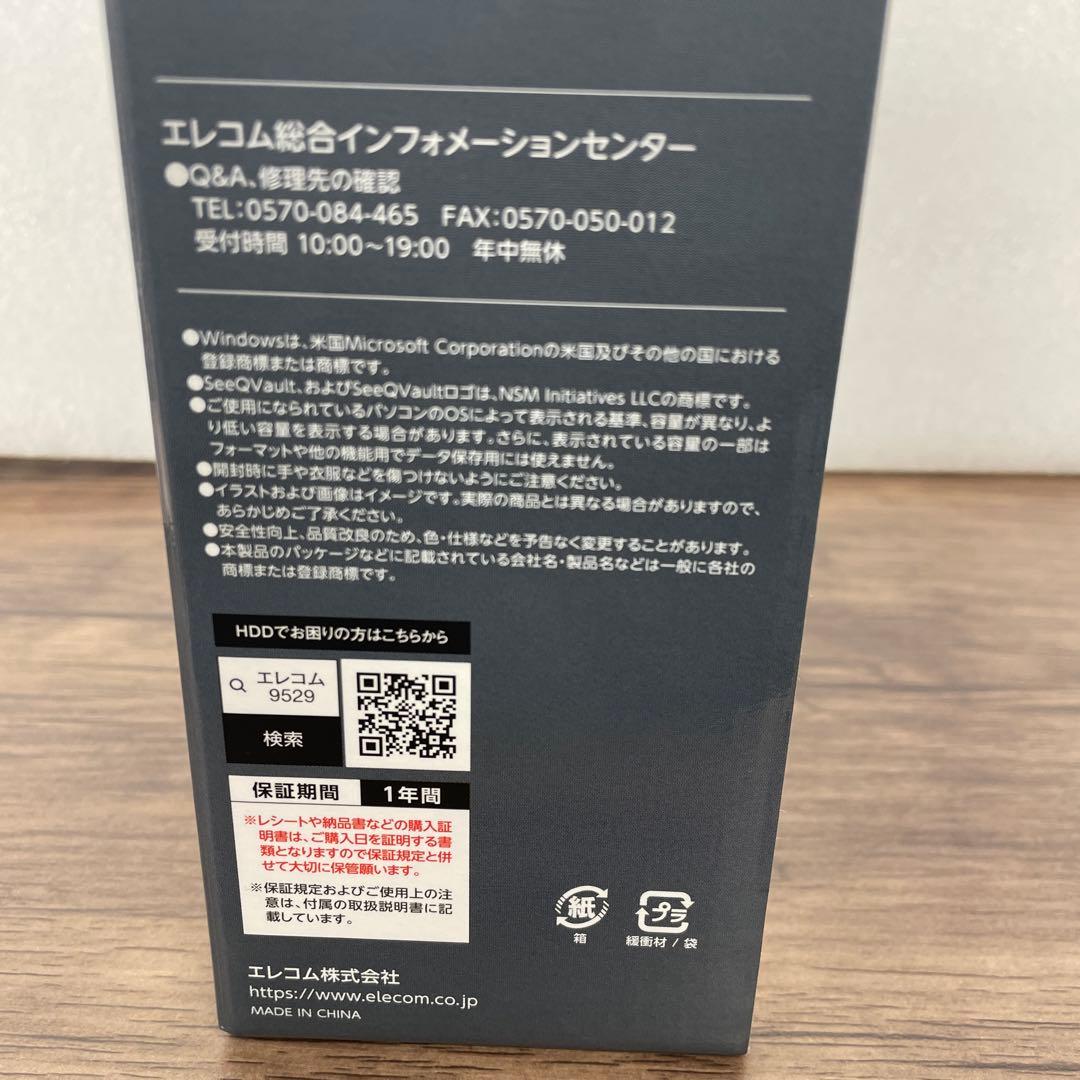 エレコム総合インフォメーションセンター
●Q&A、修理先の確認
TEL:0570-084-465 FAX:0570-050-012
受付時間 10:00～19:00 年中無休
●Windowsは、米国Microsoft Corporationの米国及びその他の国における
登録商標または商標です。
●SeeQVault、およびSeeQVaultロゴは、NSM Initiatives LLCの商標です。
●ご使用になられているパソコンのOSによって表示される基準、容量が異なり、よ
り低い容量を表示する場合があります。さらに、表示されている容量の一部は
フォーマットや他の機能用でデータ保存用には使えません。
●開封時に手や衣服などを傷つけないようにご注意ください。
●イラストおよび画像はイメージです。実際の商品とは異なる場合がありますので、
あらかじめご了承ください。
●安全性向上、品質改良のため、色・仕様などを予告なく変更することがあります。
●本製品のパッケージなどに記載されている会社名・製品名などは一般に各社の
商標または登録商標です。
HDDでお困りの方はこちらから
エレコム
9529
検索
保証期間 1年間
※レシートや納品書などの購入証
明書は、ご購入日を証明する書
類となりますので保証規定と併
せて大切に保管願います。
※保証規定およびご使用上の注
意は、付属の取扱説明書に記
載しています。
紙
箱
プラ
緩衝材 / 袋
エレコム株式会社
https://www.elecom.co.jp
MADE IN CHINA